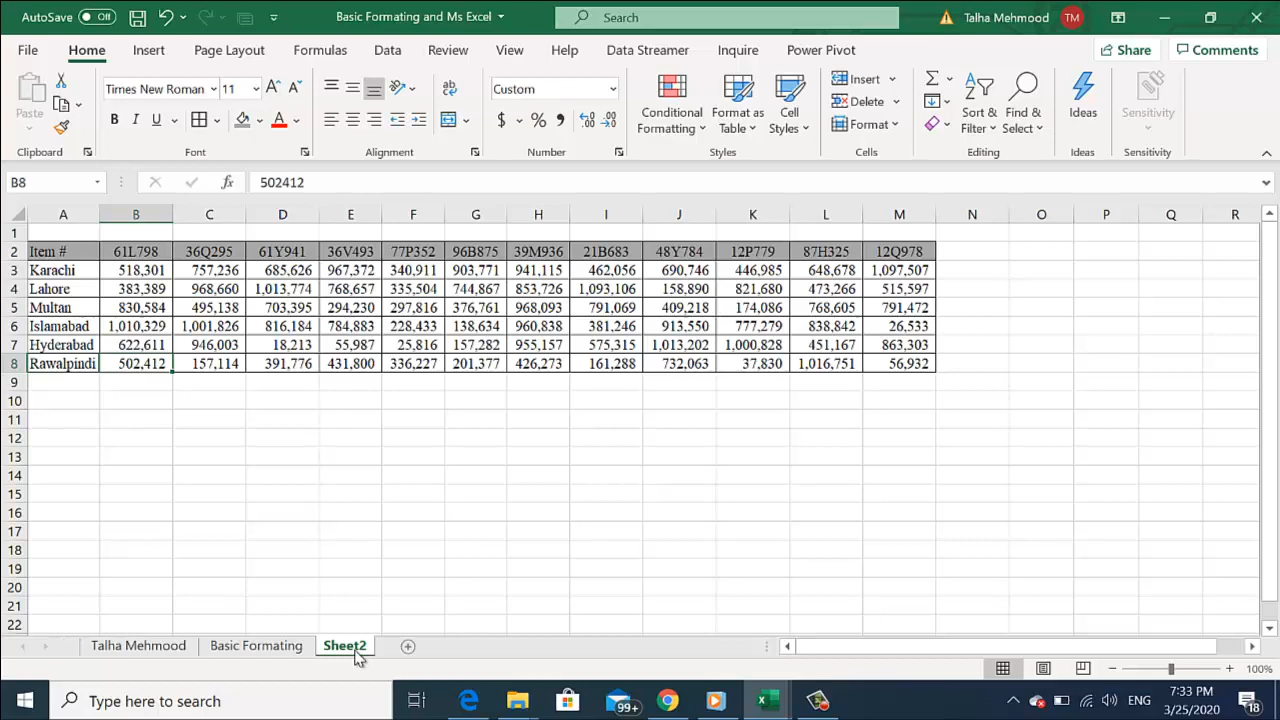 AutoSave Off Basic Formating and Ms Excel Search Talha Mehmood TM
File Home Insert Page Layout Formulas Data Review View Help Data Streamer Inquire Power Pivot Share Comments
Times New Roman 11 Custom Insert
Paste Conditional Formatting Format as Table Cell Styles Delete Sort & Filter Find & Select Ideas Sensitivity
B I U $ % Format
Clipboard Font Alignment Number Styles Cells Editing Ideas Sensitivity
B8 fx 502412
A B C D E F G H I J K L M N O P Q R
1
2 Item # 61L798 36Q295 61Y941 36V493 77P352 96B875 39M936 21B683 48Y784 12P779 87H325 12Q978
3 Karachi 518,301 757,236 685,626 967,372 340,911 903,771 941,115 462,056 690,746 446,985 648,678 1,097,507
4 Lahore 383,389 968,660 1,013,774 768,657 335,504 744,867 853,726 1,093,106 158,890 821,680 473,266 515,597
5 Multan 830,584 495,138 703,395 294,230 297,816 376,761 968,093 791,069 409,218 174,086 768,605 791,472
6 Islamabad 1,010,329 1,001,826 816,184 784,883 228,433 138,634 960,838 381,246 913,550 777,279 838,842 26,533
7 Hyderabad 622,611 946,003 18,213 55,987 25,816 157,282 955,157 575,315 1,013,202 1,000,828 451,167 863,303
8 Rawalpindi 502,412 157,114 391,776 431,800 336,227 201,377 426,273 161,288 732,063 37,830 1,016,751 56,932
9
10
11
12
13
14
15
16
17
18
19
20
21
22
Talha Mehmood Basic Formating Sheet2
100%
Type here to search 99+ ENG 7:33 PM 18
3/25/2020